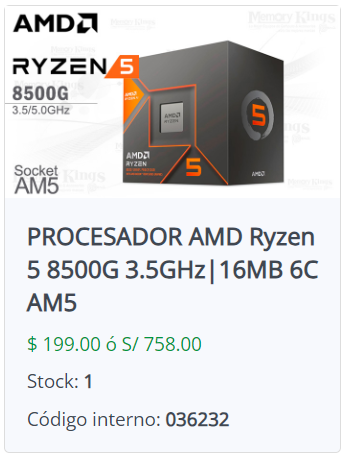 AMD
RYZEN 5
8500G
3.5/5.0GHz
Memory Kings
AMD
RYZEN
5
5
Socket
AM5
PROCESADOR AMD Ryzen
5 8500G 3.5GHz|16MB 6C
AM5
$ 199.00 ó S/ 758.00
Stock: 1
Código interno: 036232